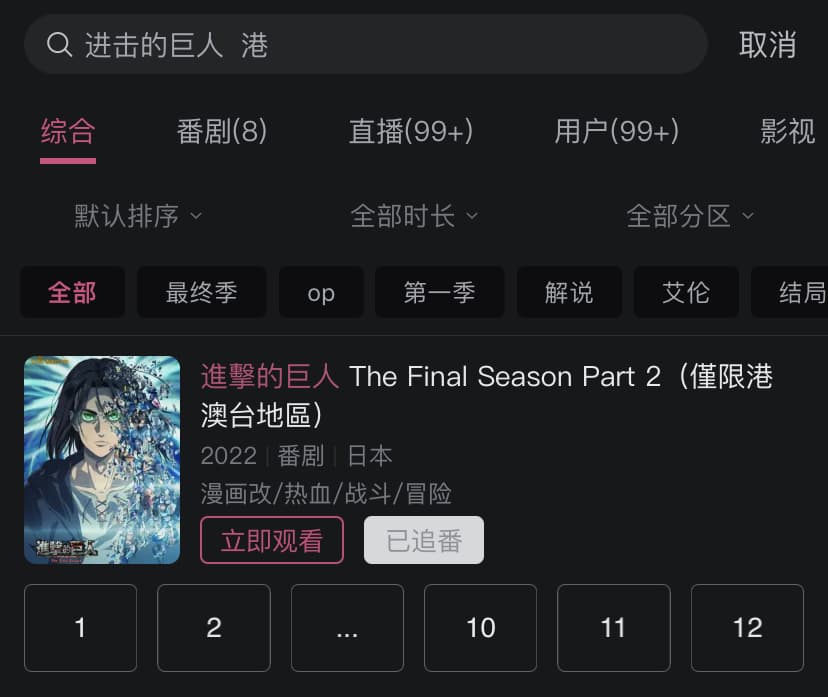 进击的巨人 港 取消
综合 番剧(8) 直播(99+) 用户(99+) 影视
默认排序 全部时长 全部分区
全部 最终季 op 第一季 解说 艾伦 结局
進擊的巨人 The Final Season Part 2（僅限港
澳台地區）
2022 番剧 日本
漫画改/热血/战斗/冒险
進擊的巨人
The Final Season
立即观看 已追番
1 2 ... 10 11 12